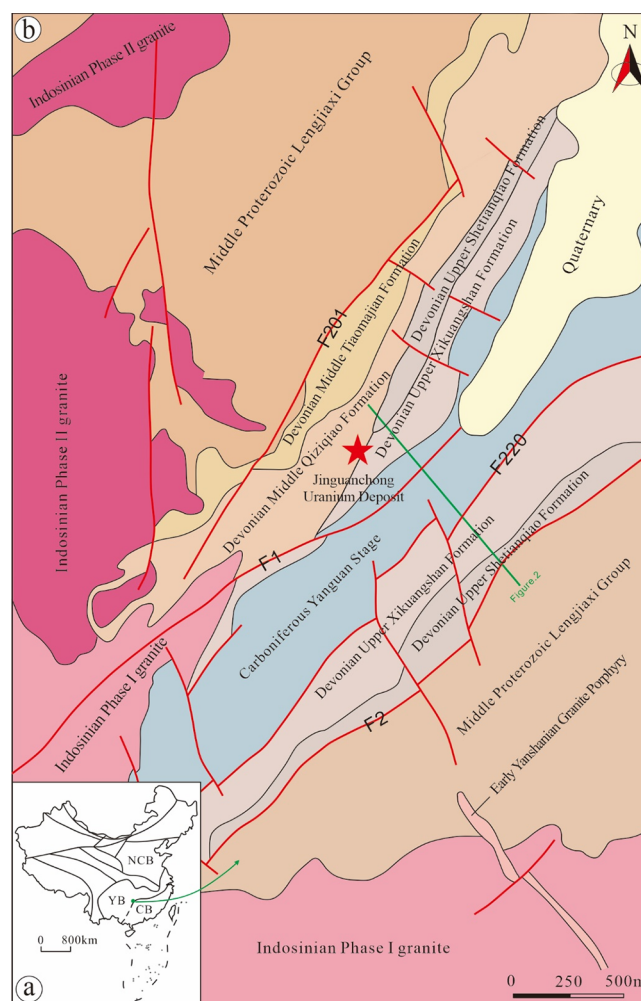 b
N
Indosinian Phase II granite
Middle Proterozoic Lengjiaxi Group
Quaternary
Devonian Upper Shetianqiao Formation
Devonian Upper Xikuangshan Formation
F201
Devonian Middle Tiaomajian Formation
Devonian Middle Qiziqiao Formation
Indosinian Phase II granite
Jinguanchong
Uranium Deposit
F220
F1
Figure.2
Carboniferous Yanguan Stage
Devonian Upper Xikuangshan Formation
Devonian Upper Shetianqiao Formation
Middle Proterozoic Lengjiaxi Group
Indosinian Phase I granite
F2
Early Yanshanian Granite Porphyry
NCB
YB
CB
0 800km
a
Indosinian Phase I granite
0 250 500m